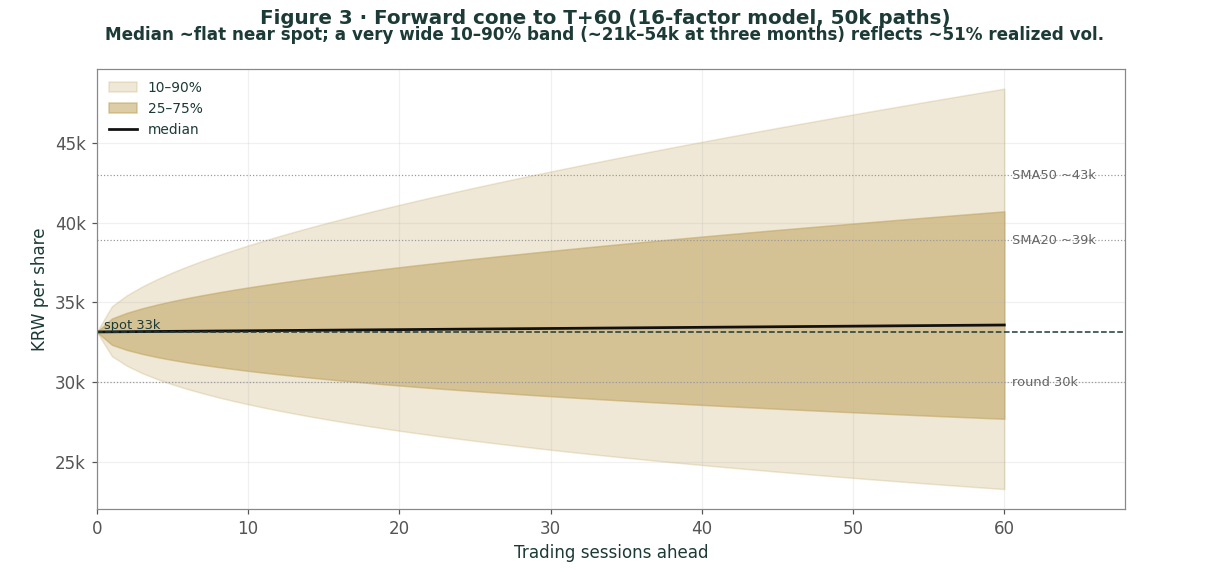 Figure 3 · Forward cone to T+60 (16-factor model, 50k paths)
Median ~flat near spot; a very wide 10–90% band (~21k–54k at three months) reflects ~51% realized vol.
10–90%
25–75%
median
45k
40k
35k
30k
25k
KRW per share
spot 33k
SMA50 ~43k
SMA20 ~39k
round 30k
0
10
20
30
40
50
60
Trading sessions ahead